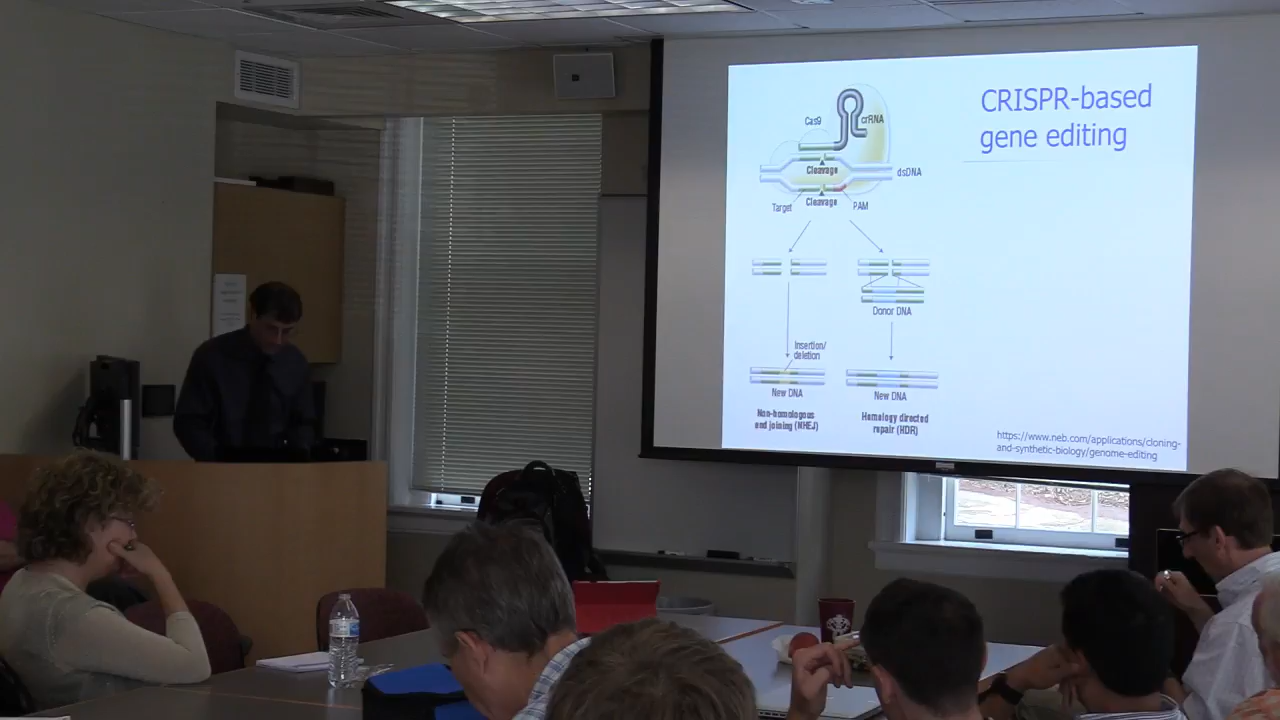 CRISPR-based
gene editing
Cas9
crRNA
Cleavage
dsDNA
Cleavage
Target
PAM
Donor DNA
Insertion/
deletion
New DNA
New DNA
Non-homologous
end joining (NHEJ)
Homology directed
repair (HDR)
https://www.neb.com/applications/cloning-
and-synthetic-biology/genome-editing